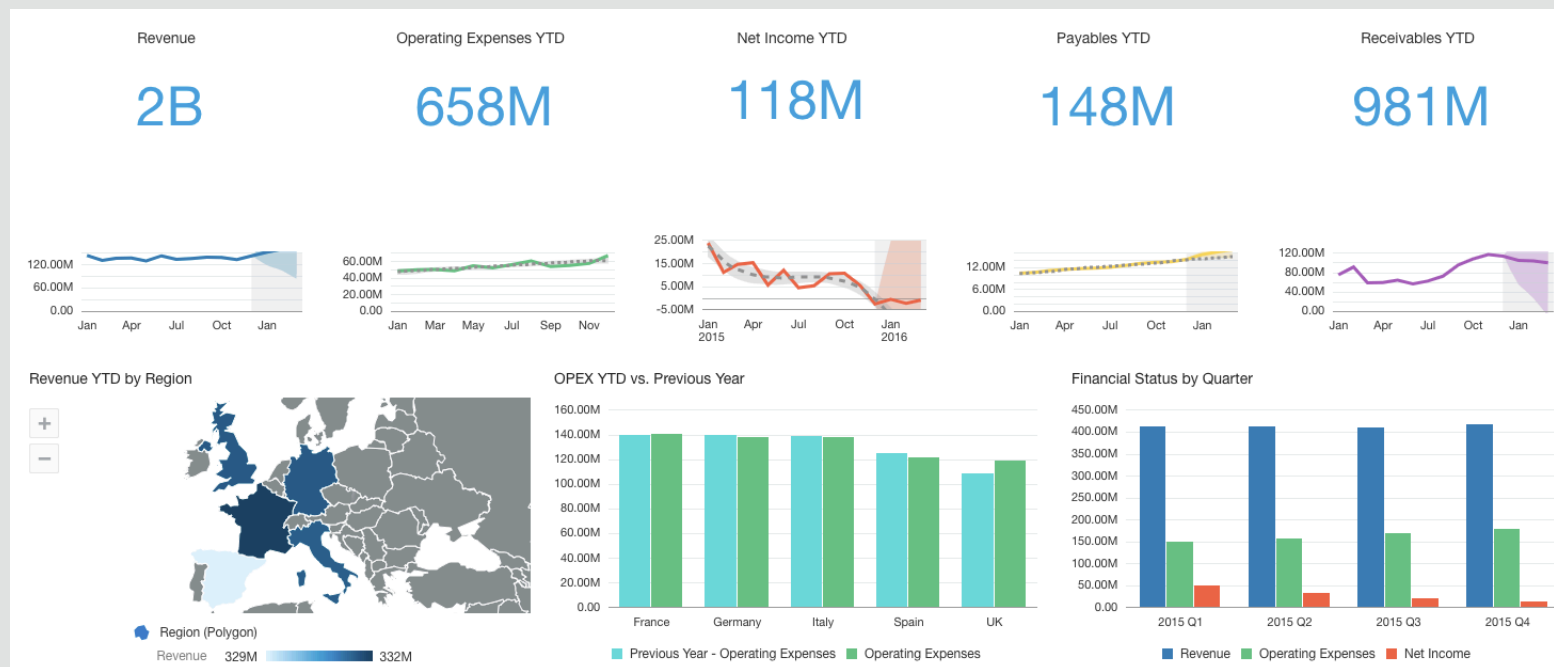 Revenue
Operating Expenses YTD
Net Income YTD
Payables YTD
Receivables YTD
2B
658M
118M
148M
981M
120.00M
60.00M
0.00
Jan Apr Jul Oct Jan
60.00M
40.00M
20.00M
0.00
Jan Mar May Jul Sep Nov
25.00M
15.00M
5.00M
-5.00M
Jan Apr Jul Oct Jan
2015 2016
12.00M
6.00M
0.00
Jan Apr Jul Oct Jan
120.00M
80.00M
40.00M
0.00
Jan Apr Jul Oct Jan
Revenue YTD by Region
+
−
Region (Polygon)
Revenue 329M 332M
OPEX YTD vs. Previous Year
160.00M
140.00M
120.00M
100.00M
80.00M
60.00M
40.00M
20.00M
0.00
France Germany Italy Spain UK
Previous Year - Operating Expenses Operating Expenses
Financial Status by Quarter
450.00M
400.00M
350.00M
300.00M
250.00M
200.00M
150.00M
100.00M
50.00M
0.00
2015 Q1 2015 Q2 2015 Q3 2015 Q4
Revenue Operating Expenses Net Income